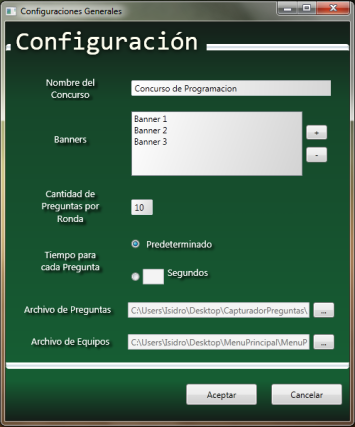 Configuraciones Generales
Configuración
Nombre del
Concurso
Concurso de Programacion
Banners
Banner 1
Banner 2
Banner 3
+
-
Cantidad de
Preguntas por
Ronda
10
Tiempo para
cada Pregunta
Predeterminado
Segundos
Archivo de Preguntas
C:\Users\Isidro\Desktop\CapturadorPreguntas\
...
Archivo de Equipos
C:\Users\Isidro\Desktop\MenuPrincipal\MenuP
...
Aceptar
Cancelar